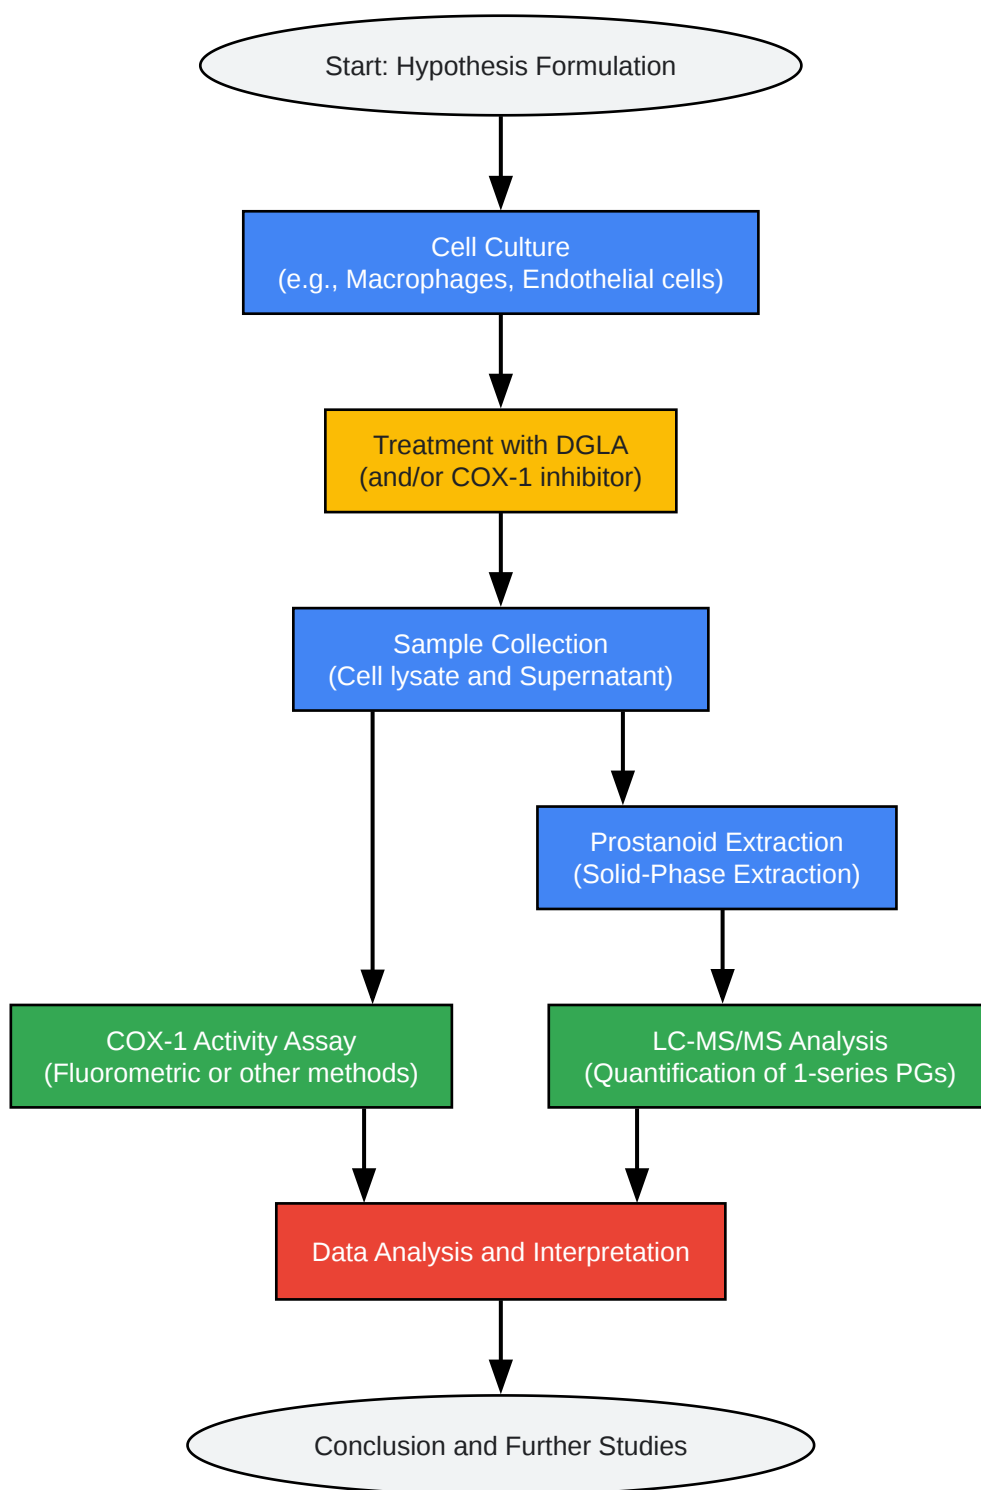 Start: Hypothesis Formulation
Cell Culture
(e.g., Macrophages, Endothelial cells)
Treatment with DGLA
(and/or COX-1 inhibitor)
Sample Collection
(Cell lysate and Supernatant)
Prostanoid Extraction
(Solid-Phase Extraction)
COX-1 Activity Assay
(Fluorometric or other methods)
LC-MS/MS Analysis
(Quantification of 1-series PGs)
Data Analysis and Interpretation
Conclusion and Further Studies